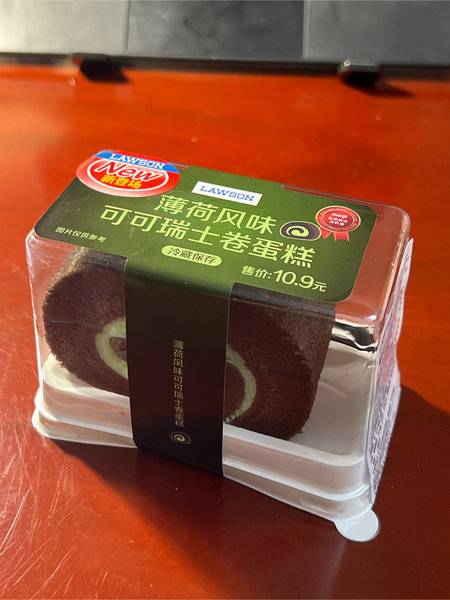 LAWSON
New
新登场
LAWSON
薄荷风味
可可瑞士卷蛋糕
冷藏保存
图片仅供参考
售价: 10.9元
meiji
薄荷风味可可瑞士卷蛋糕